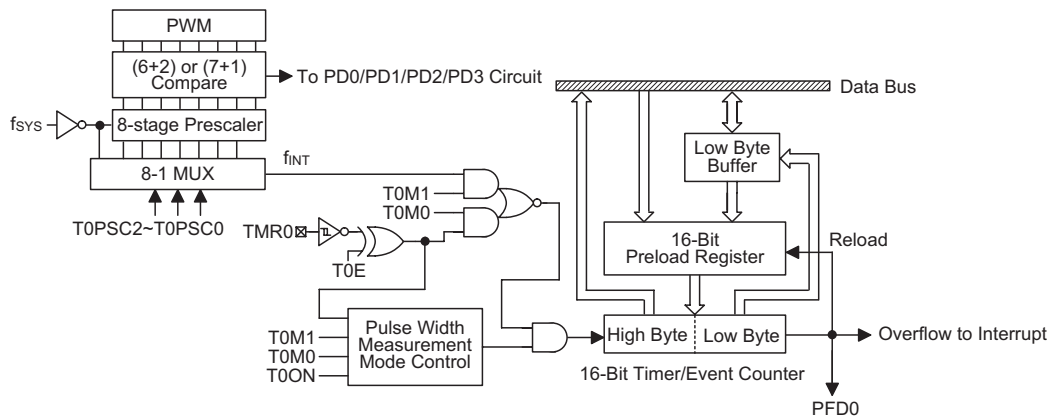 PWM
(6+2) or (7+1)
Compare
To PD0/PD1/PD2/PD3 Circuit
Data Bus
fSYS
8-stage Prescaler
Low Byte
Buffer
8-1 MUX
fINT
T0M1
T0PSC2~T0PSC0
T0M0
TMR0
T0E
16-Bit
Preload Register
Reload
Pulse Width
Measurement
Mode Control
T0M1
T0M0
T0ON
High Byte
Low Byte
Overflow to Interrupt
16-Bit Timer/Event Counter
PFD0